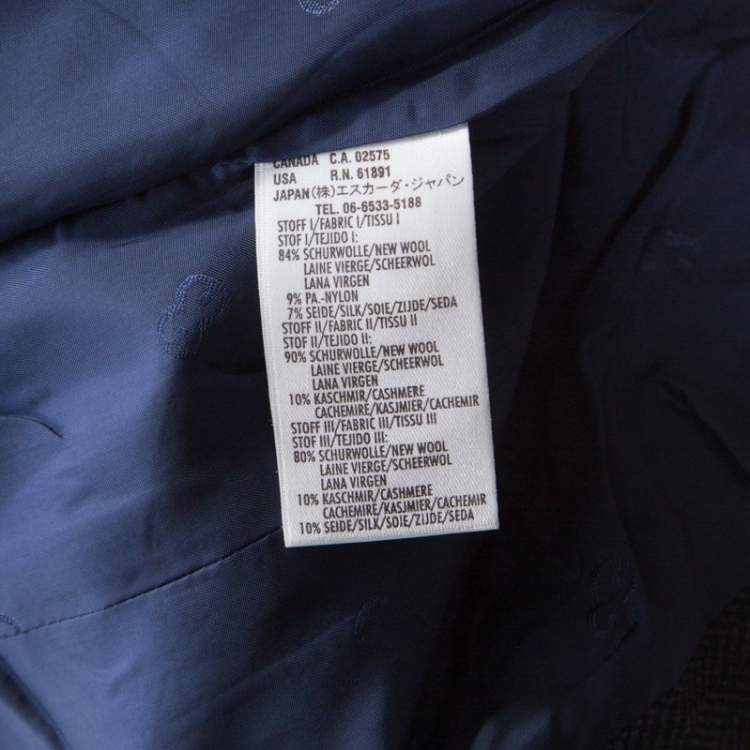 CANADA C.A. 02575
USA R.N. 61891
JAPAN (株)エスカーダ・ジャパン
TEL. 06-6533-5188
STOFF I/FABRIC I/TISSU I
STOF I/TEJIDO I:
84% SCHURWOLLE/NEW WOOL
LAINE VIERGE/SCHEERWOL
LANA VIRGEN
9% PA.-NYLON
7% SEIDE/SILK/SOIE/ZIJDE/SEDA
STOFF II/FABRIC II/TISSU II
STOF II/TEJIDO II:
90% SCHURWOLLE/NEW WOOL
LAINE VIERGE/SCHEERWOL
LANA VIRGEN
10% KASCHMIR/CASHMERE
CACHEMIRE/KASJMIER/CACHEMIR
STOFF III/FABRIC III/TISSU III
STOF III/TEJIDO III:
80% SCHURWOLLE/NEW WOOL
LAINE VIERGE/SCHEERWOL
LANA VIRGEN
10% KASCHMIR/CASHMERE
CACHEMIRE/KASJMIER/CACHEMIR
10% SEIDE/SILK/SOIE/ZIJDE/SEDA